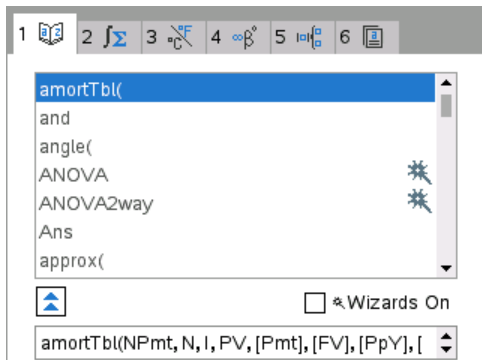 1 2 ∫Σ 3 °C °F 4 ∞β° 5 6
amortTbl(
and
angle(
ANOVA
ANOVA2way
Ans
approx(
Wizards On
amortTbl(NPmt, N, I, PV, [Pmt], [FV], [PpY], [